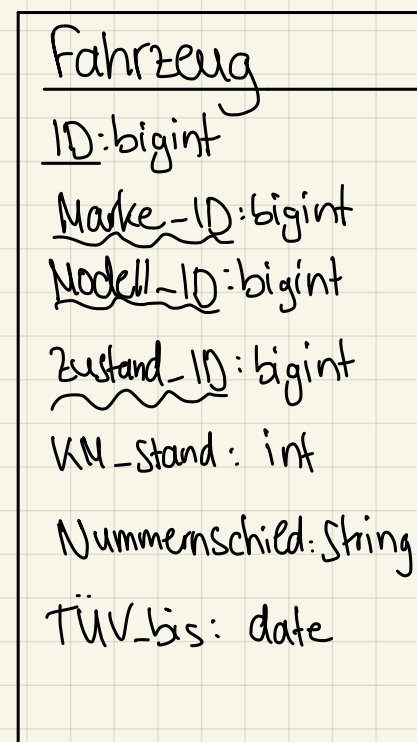 Fahrzeug
ID:bigint
Marke_ID:bigint
Modell_ID:bigint
Zustand_ID:bigint
KM_Stand: int
Nummernschild:String
TÜV_bis: date